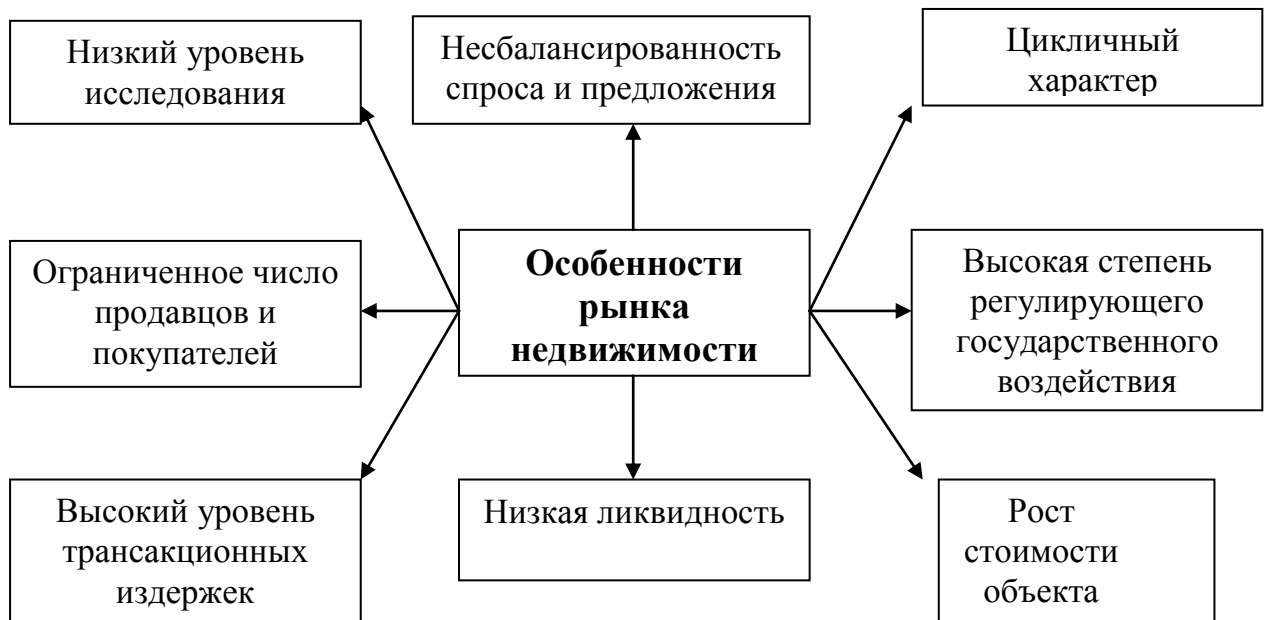 Низкий уровень
исследования
Несбалансированность
спроса и предложения
Цикличный
характер
Ограниченное число
продавцов и
покупателей
Особенности
рынка
недвижимости
Высокая степень
регулирующего
государственного
воздействия
Высокий уровень
трансакционных
издержек
Низкая ликвидность
Рост
стоимости
объекта